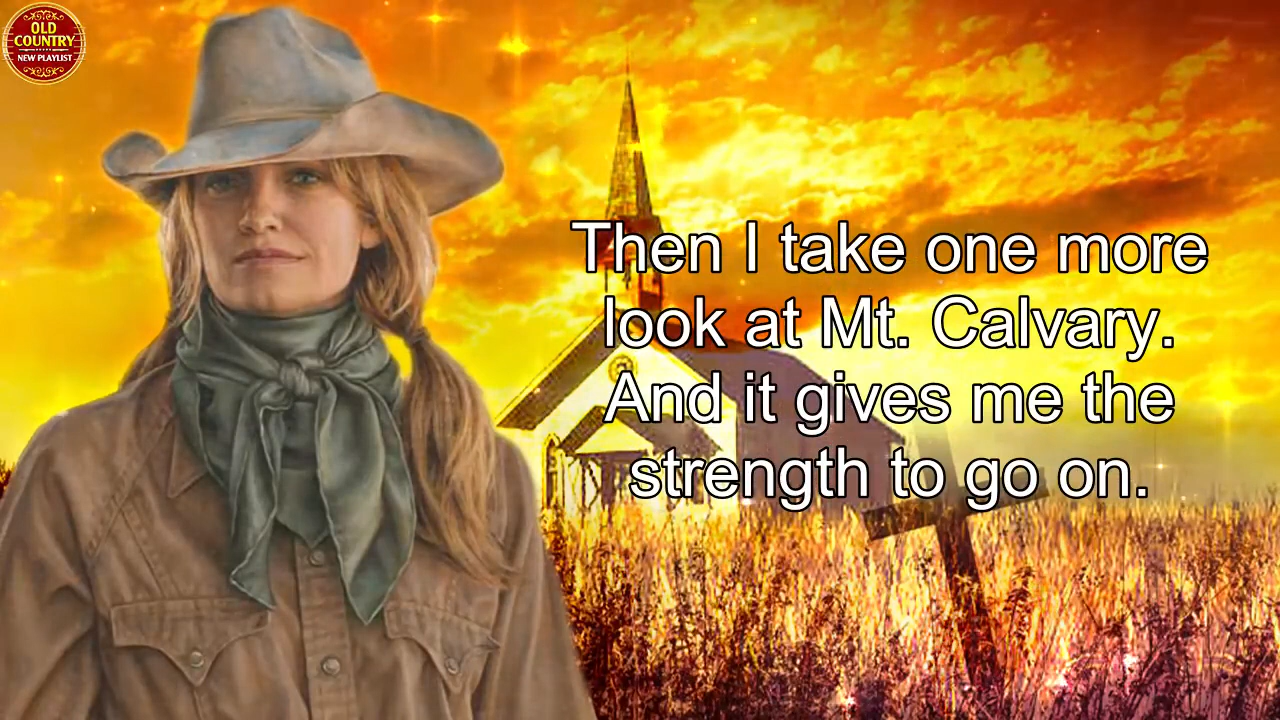 OLD
COUNTRY
NEW PLAYLIST
Then I take one more
look at Mt. Calvary.
And it gives me the
strength to go on.